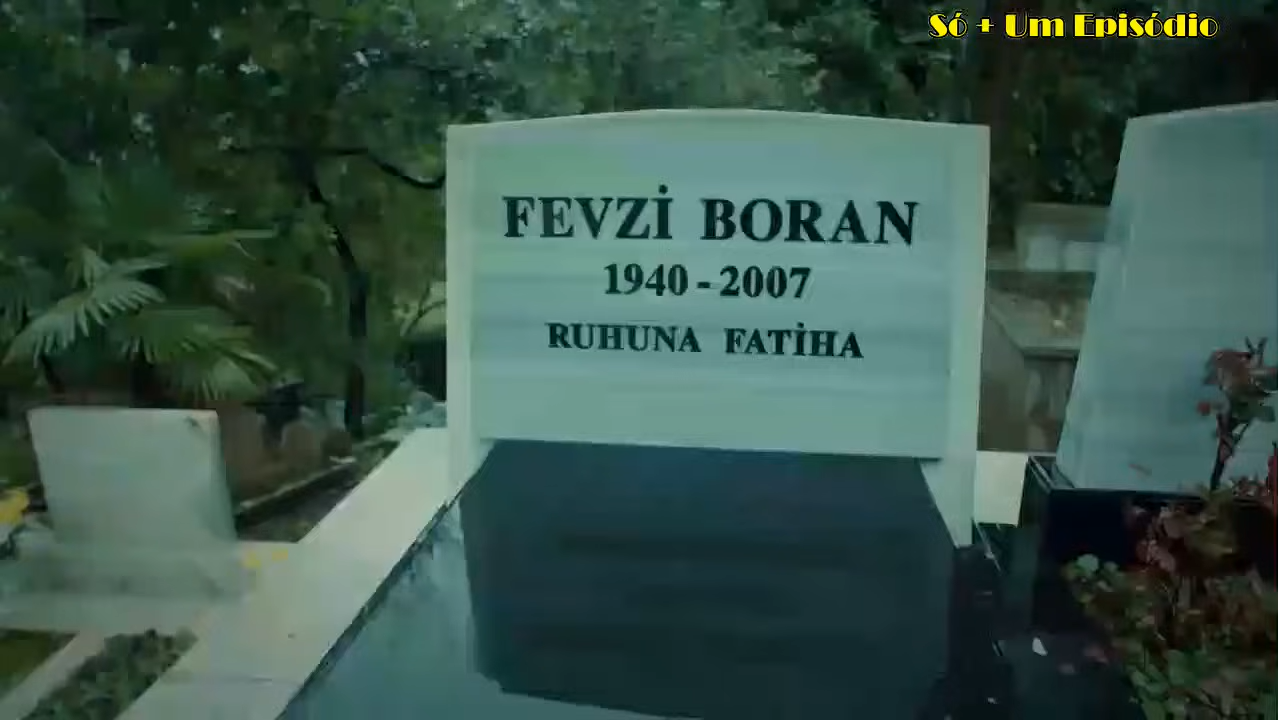 Só + Um Episódio
FEVZİ BORAN
1940-2007
RUHUNA FATİHA